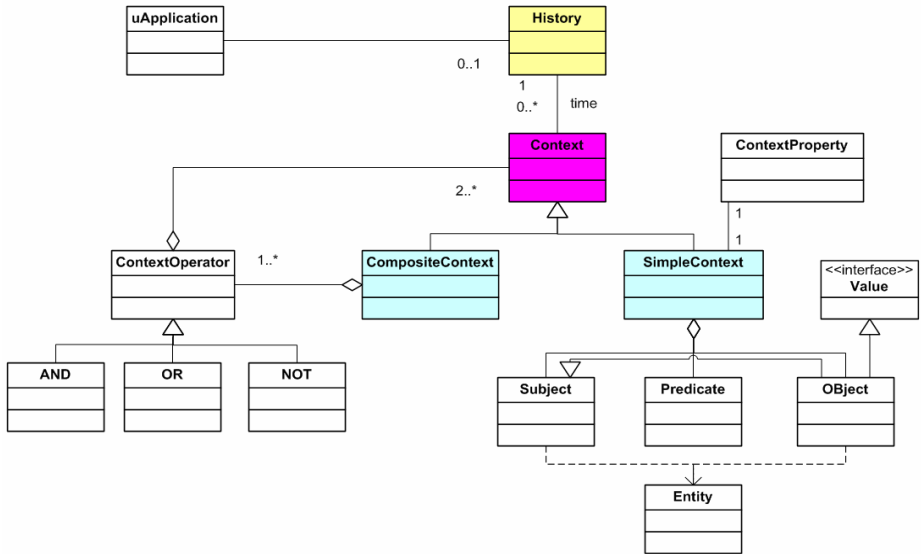 uApplication
History
0..1
1
0..*
time
Context
ContextProperty
2..*
1
1
ContextOperator
1..*
CompositeContext
SimpleContext
<<interface>>
Value
AND
OR
NOT
Subject
Predicate
OBject
Entity